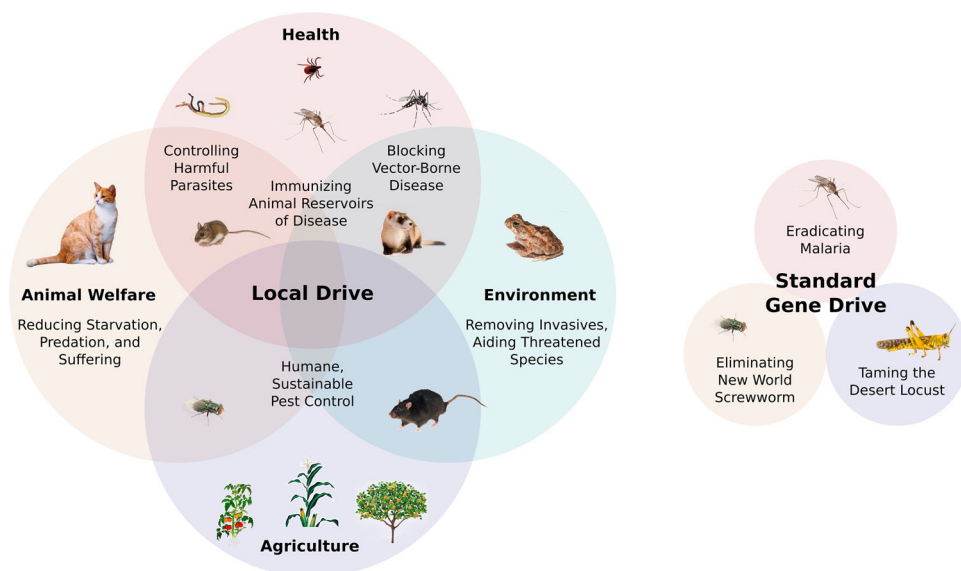 Health
Controlling
Harmful
Parasites
Immunizing
Animal Reservoirs
of Disease
Blocking
Vector-Borne
Disease
Animal Welfare
Reducing Starvation,
Predation, and
Suffering
Local Drive
Environment
Removing Invasives,
Aiding Threatened
Species
Humane,
Sustainable
Pest Control
Agriculture
Eradicating
Malaria
Standard
Gene Drive
Eliminating
New World
Screwworm
Taming the
Desert Locust